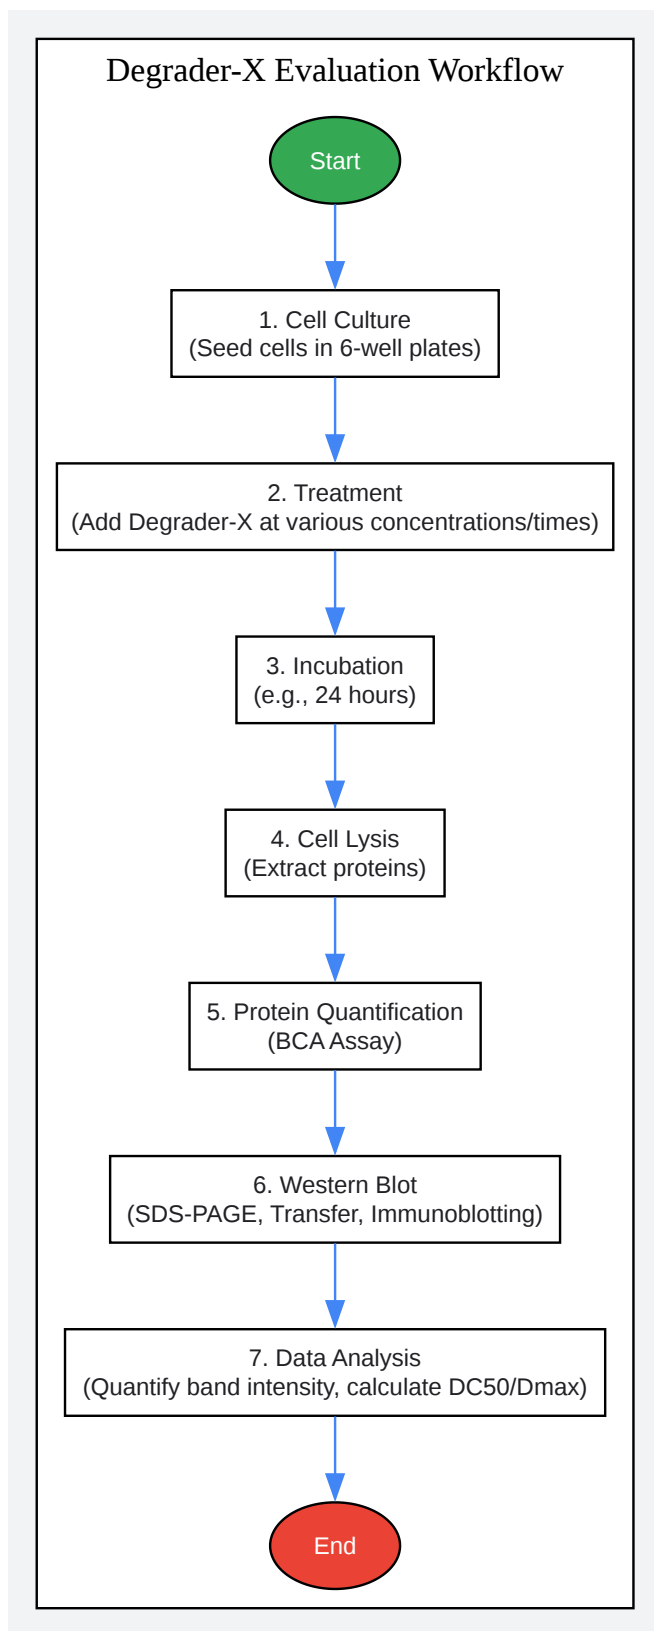 Degrader-X Evaluation Workflow
Start
1. Cell Culture
(Seed cells in 6-well plates)
2. Treatment
(Add Degrader-X at various concentrations/times)
3. Incubation
(e.g., 24 hours)
4. Cell Lysis
(Extract proteins)
5. Protein Quantification
(BCA Assay)
6. Western Blot
(SDS-PAGE, Transfer, Immunoblotting)
7. Data Analysis
(Quantify band intensity, calculate DC50/Dmax)
End